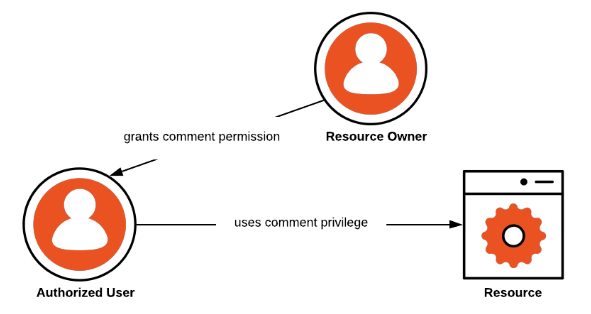 grants comment permission
Resource Owner
uses comment privilege
Authorized User
Resource